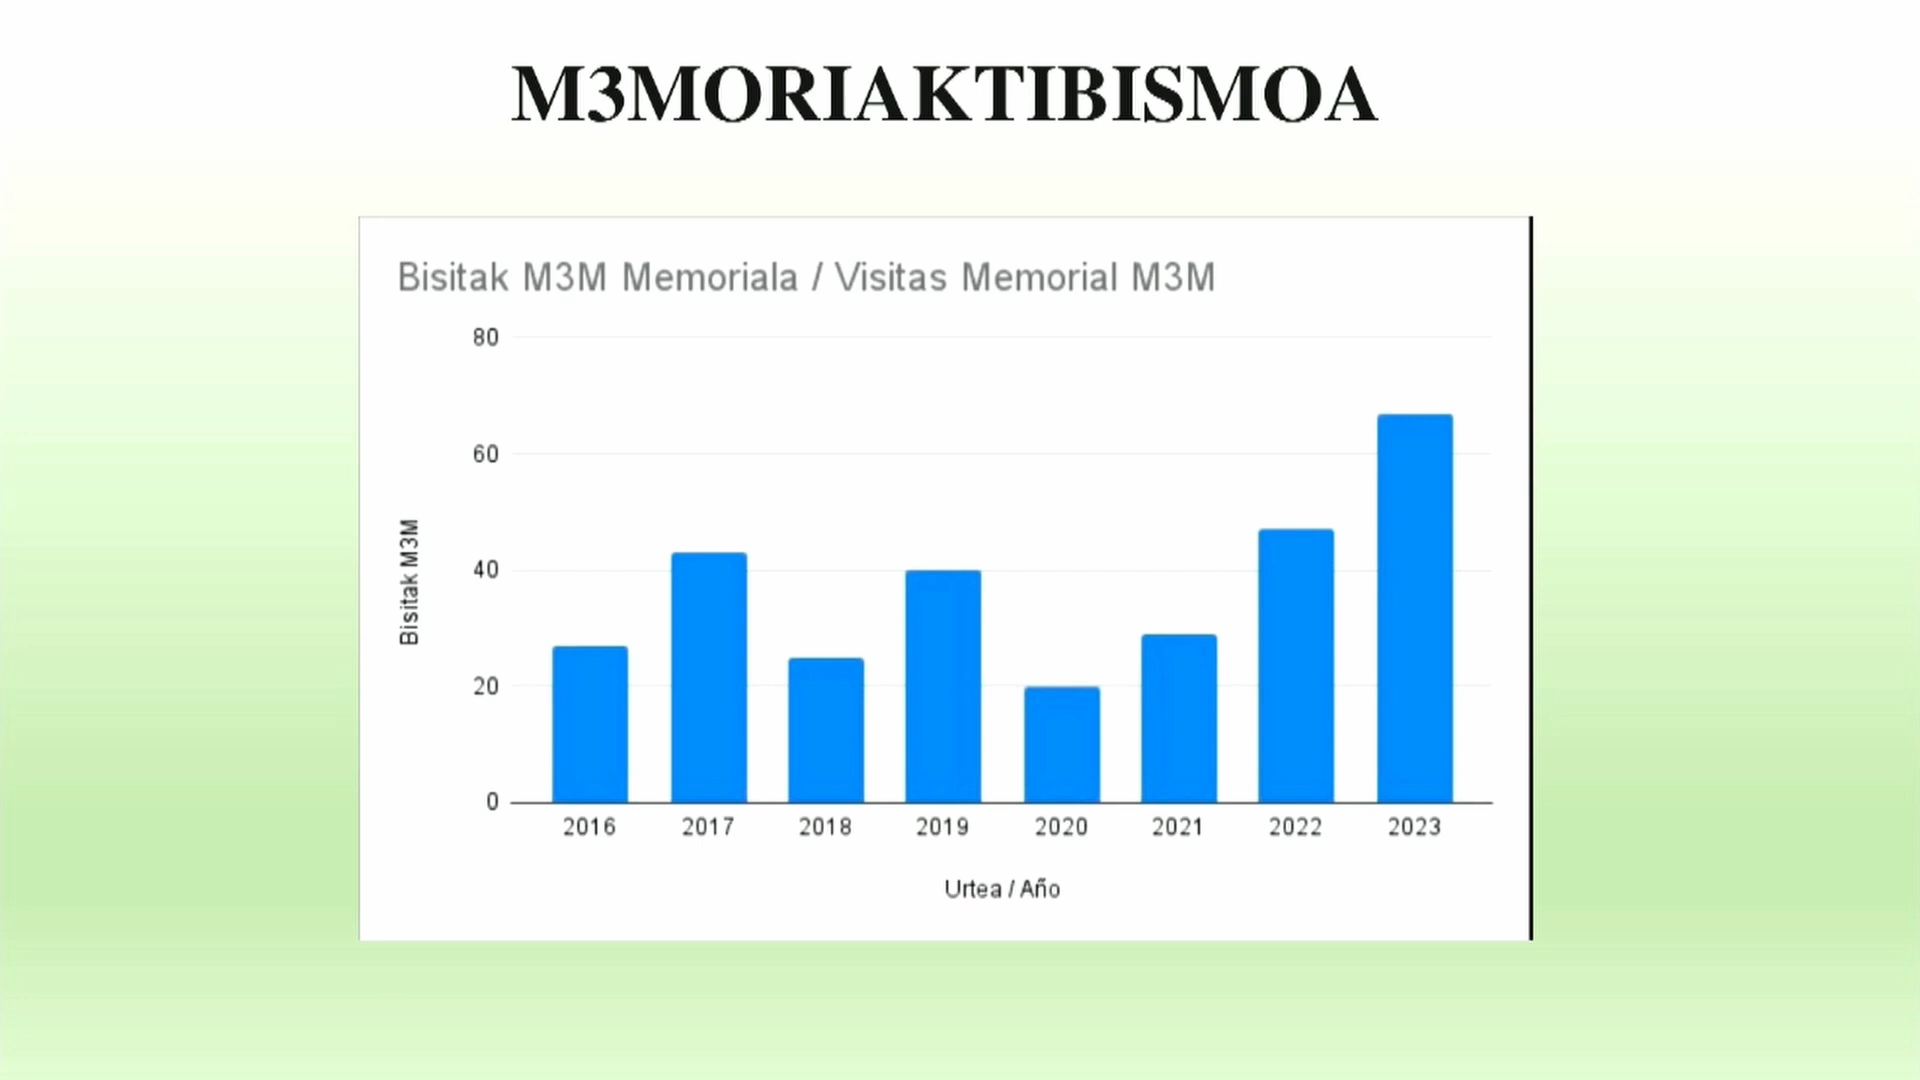 M3MORIAKTIBISMOA
Bisitak M3M Memoriala / Visitas Memorial M3M
80
60
40
20
0
Bisitak M3M
2016 2017 2018 2019 2020 2021 2022 2023
Urtea / Año